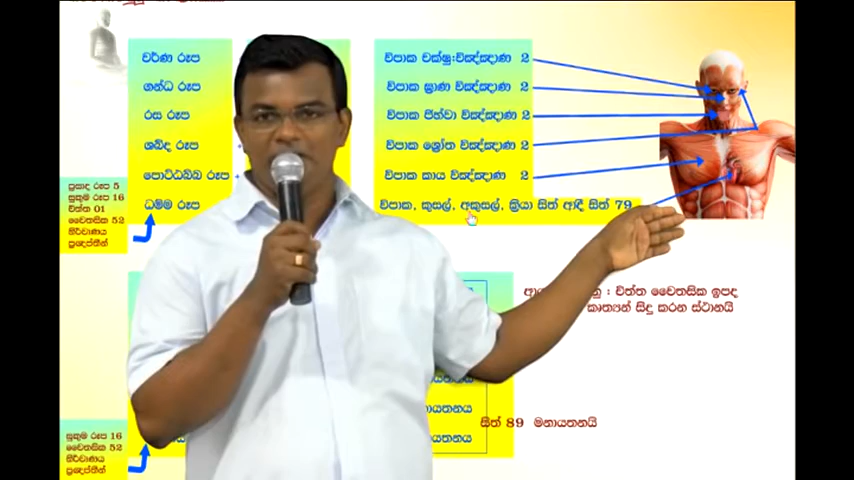 වර්ණ රූප
ගන්ධ රූප
රස රූප
ශබ්ද රූප
පොට්ඨබ්බ රූප
ධම්ම රූප
විපාක චක්ෂුඃවිඤ්ඤාණ 2
විපාක ඝ්‍රාණ විඤ්ඤාණ 2
විපාක ජිහ්වා විඤ්ඤාණ 2
විපාක ශ්‍රෝත විඤ්ඤාණ 2
විපාක කාය විඤ්ඤාණ 2
විපාක, කුසල්, අකුසල්, ක්‍රියා සිත් ආදී සිත් 79
ප්‍රසාද රූප 5
සුකුම රූප 16
චිත්ත 01
චෛතසික 52
නිර්වාණය
ප්‍රඥප්තීන්
: චිත්ත චෛතසික ඉපද
කෘත්‍යන් සිදු කරන ස්ථානයි
සිත් 89 මනායතනයි
සුකුම රූප 16
චෛතසික 52
නිර්වාණය
ප්‍රඥප්තීන්